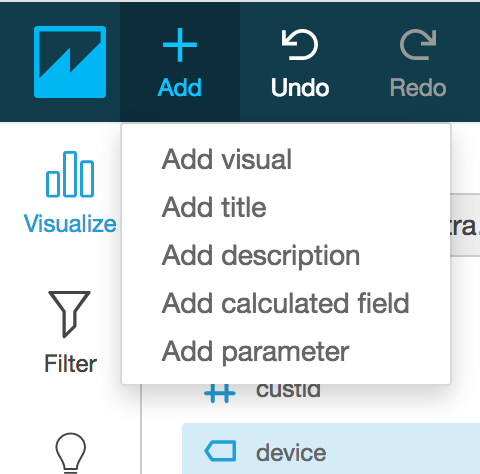 Add
Undo
Redo
Add visual
Visualize
Add title
Add description
Add calculated field
Add parameter
Filter
custid
device